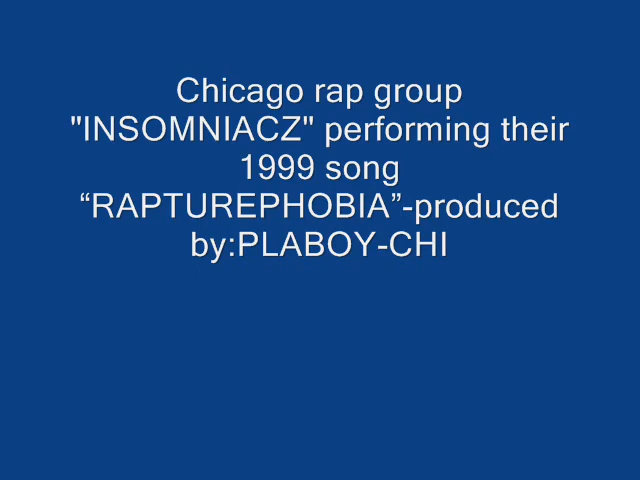 Chicago rap group
"INSOMNIACZ" performing their
1999 song
“RAPTUREPHOBIA”-produced
by:PLABOY-CHI